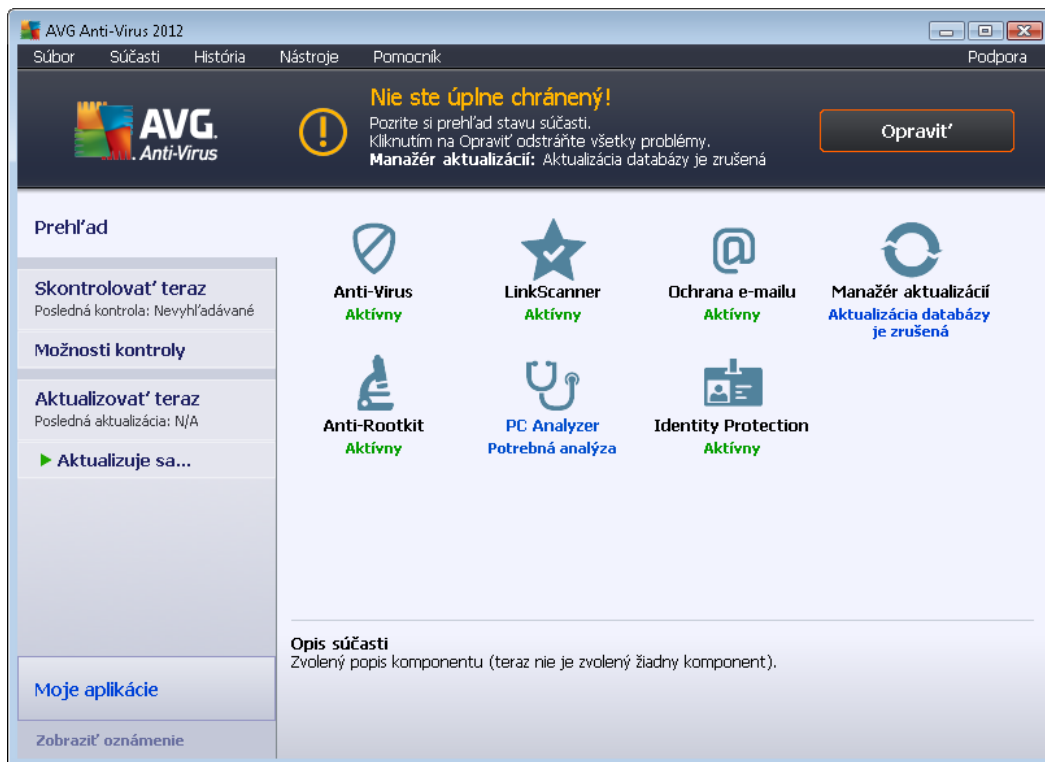 AVG Anti-Virus 2012
Súbor Súčasti História Nástroje Pomocník Podpora
AVG.
Anti-Virus
Nie ste úplne chránený!
Pozrite si prehľad stavu súčasti.
Kliknutím na Opraviť odstráňte všetky problémy.
Manažér aktualizácií: Aktualizácia databázy je zrušená
Opraviť
Prehľad
Skontrolovať teraz
Posledná kontrola: Nevyhľadávané
Možnosti kontroly
Aktualizovať teraz
Posledná aktualizácia: N/A
Aktualizuje sa...
Anti-Virus
Aktívny
LinkScanner
Aktívny
Ochrana e-mailu
Aktívny
Manažér aktualizácií
Aktualizácia databázy
je zrušená
Anti-Rootkit
Aktívny
PC Analyzer
Potrebná analýza
Identity Protection
Aktívny
Opis súčasti
Zvolený popis komponentu (teraz nie je zvolený žiadny komponent).
Moje aplikácie
Zobraziť oznámenie